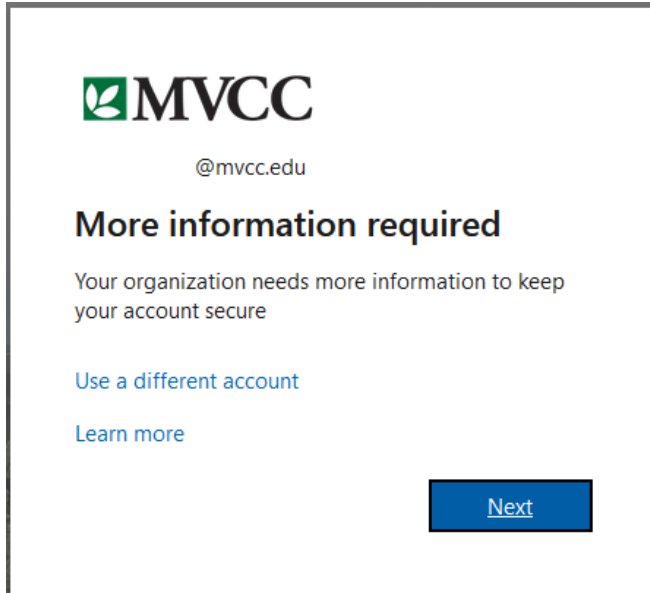 MVCC
@mvcc.edu
More information required
Your organization needs more information to keep
your account secure
Use a different account
Learn more
Next